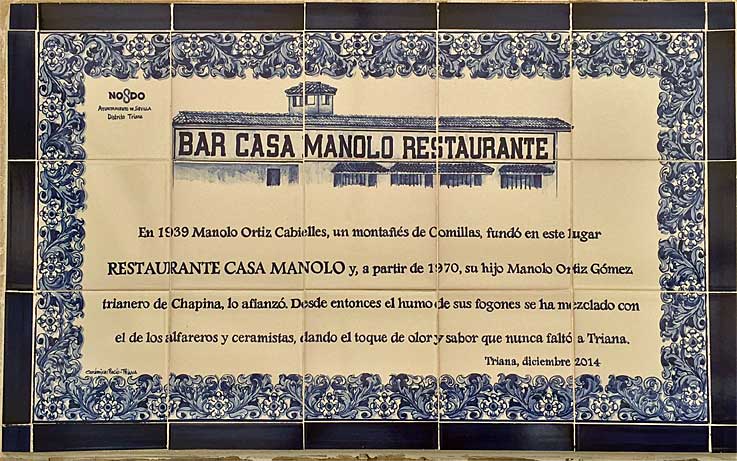 NO8DO
Ayuntamiento de Sevilla
Distrito Triana
BAR CASA MANOLO RESTAURANTE
En 1939 Manolo Ortiz Cabielles, un montañés de Comillas, fundó en este lugar
RESTAURANTE CASA MANOLO y, a partir de 1970, su hijo Manolo Ortiz Gómez,
trianero de Chapina, lo afianzó. Desde entonces el humo de sus fogones se ha mezclado con
el de los alfareros y ceramistas, dando el toque de olor y sabor que nunca faltó a Triana.
Triana, diciembre 2014
Cerámica: Rocío-Triana